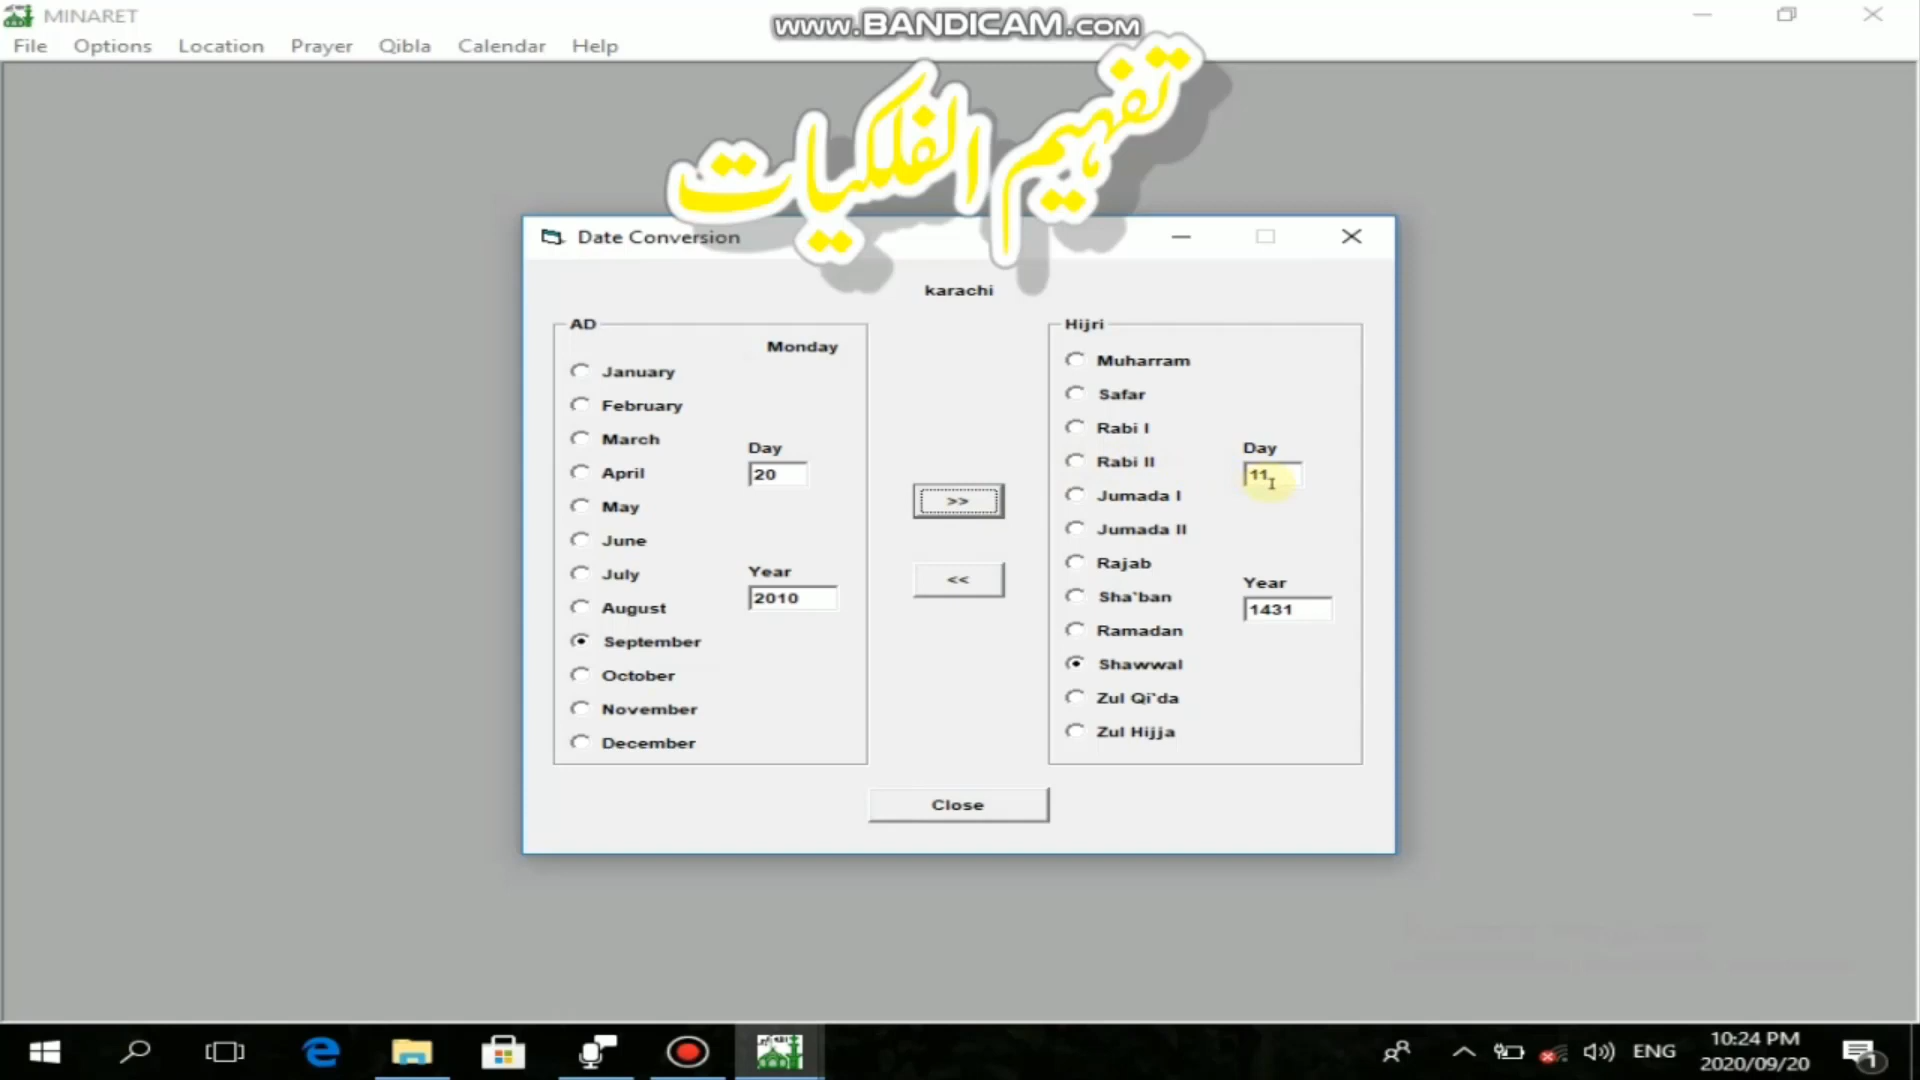 MINARET
www.BANDICAM.com
File Options Location Prayer Qibla Calendar Help
تفہیم الفلکیات
Date Conversion
karachi
AD
Monday
January
February
March
April
May
June
July
August
September
October
November
December
Day
20
Year
2010
>>
<<
Hijri
Muharram
Safar
Rabi I
Rabi II
Jumada I
Jumada II
Rajab
Sha`ban
Ramadan
Shawwal
Zul Qi`da
Zul Hijja
Day
11
Year
1431
Close
ENG
10:24 PM
2020/09/20
1